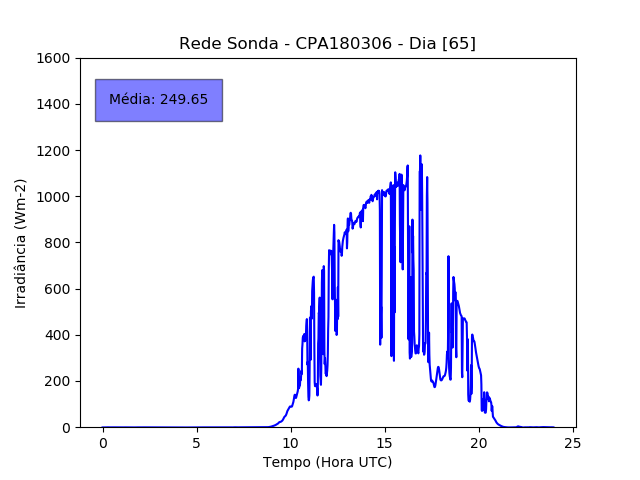 Rede Sonda - CPA180306 - Dia [65]
Média: 249.65
Irradiância (Wm-2)
1600
1400
1200
1000
800
600
400
200
0
0 5 10 15 20 25
Tempo (Hora UTC)